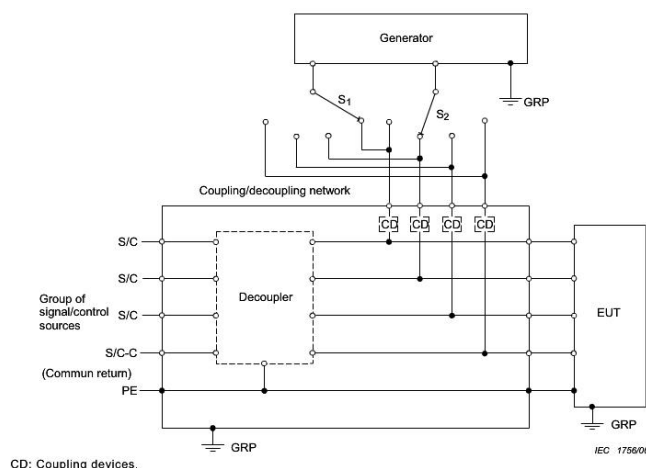 Generator
S1
S2
GRP
Coupling/decoupling network
CD CD CD CD
S/C
S/C
Group of
signal/control
sources
S/C
Decoupler
EUT
S/C-C
(Commun return)
PE
GRP
GRP
IEC 1756/08
CD: Coupling devices.